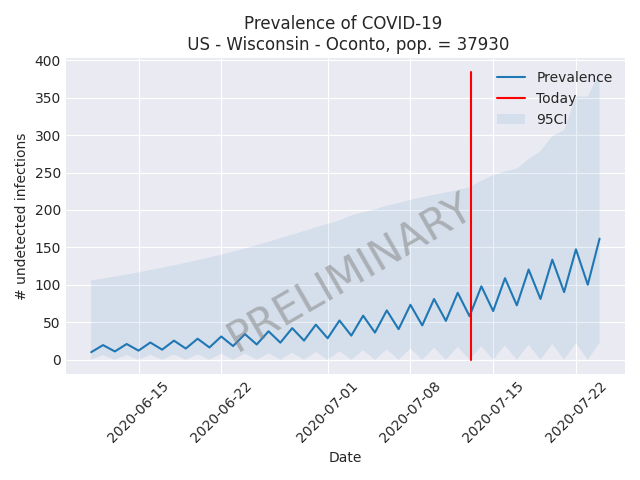 Prevalence of COVID-19
US - Wisconsin - Oconto, pop. = 37930
400
350
300
250
200
150
100
50
0
# undetected infections
Prevalence
Today
95CI
PRELIMINARY
2020-06-15
2020-06-22
2020-07-01
2020-07-08
2020-07-15
2020-07-22
Date